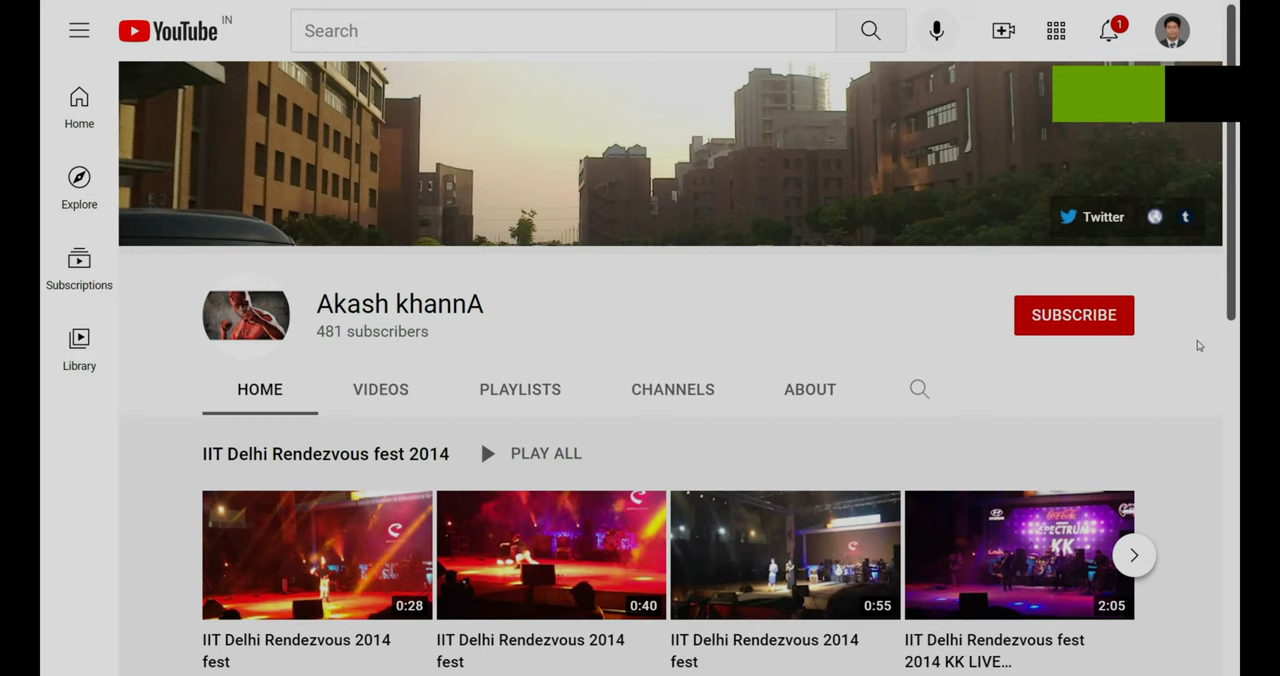 YouTube IN
Search
1
Home
Explore
Subscriptions
Library
Twitter
t
Akash khannA
481 subscribers
SUBSCRIBE
HOME VIDEOS PLAYLISTS CHANNELS ABOUT
IIT Delhi Rendezvous fest 2014 PLAY ALL
SPECTRUM
KK
0:28 0:40 0:55 2:05
IIT Delhi Rendezvous 2014
fest
IIT Delhi Rendezvous 2014
fest
IIT Delhi Rendezvous 2014
fest
IIT Delhi Rendezvous fest
2014 KK LIVE...